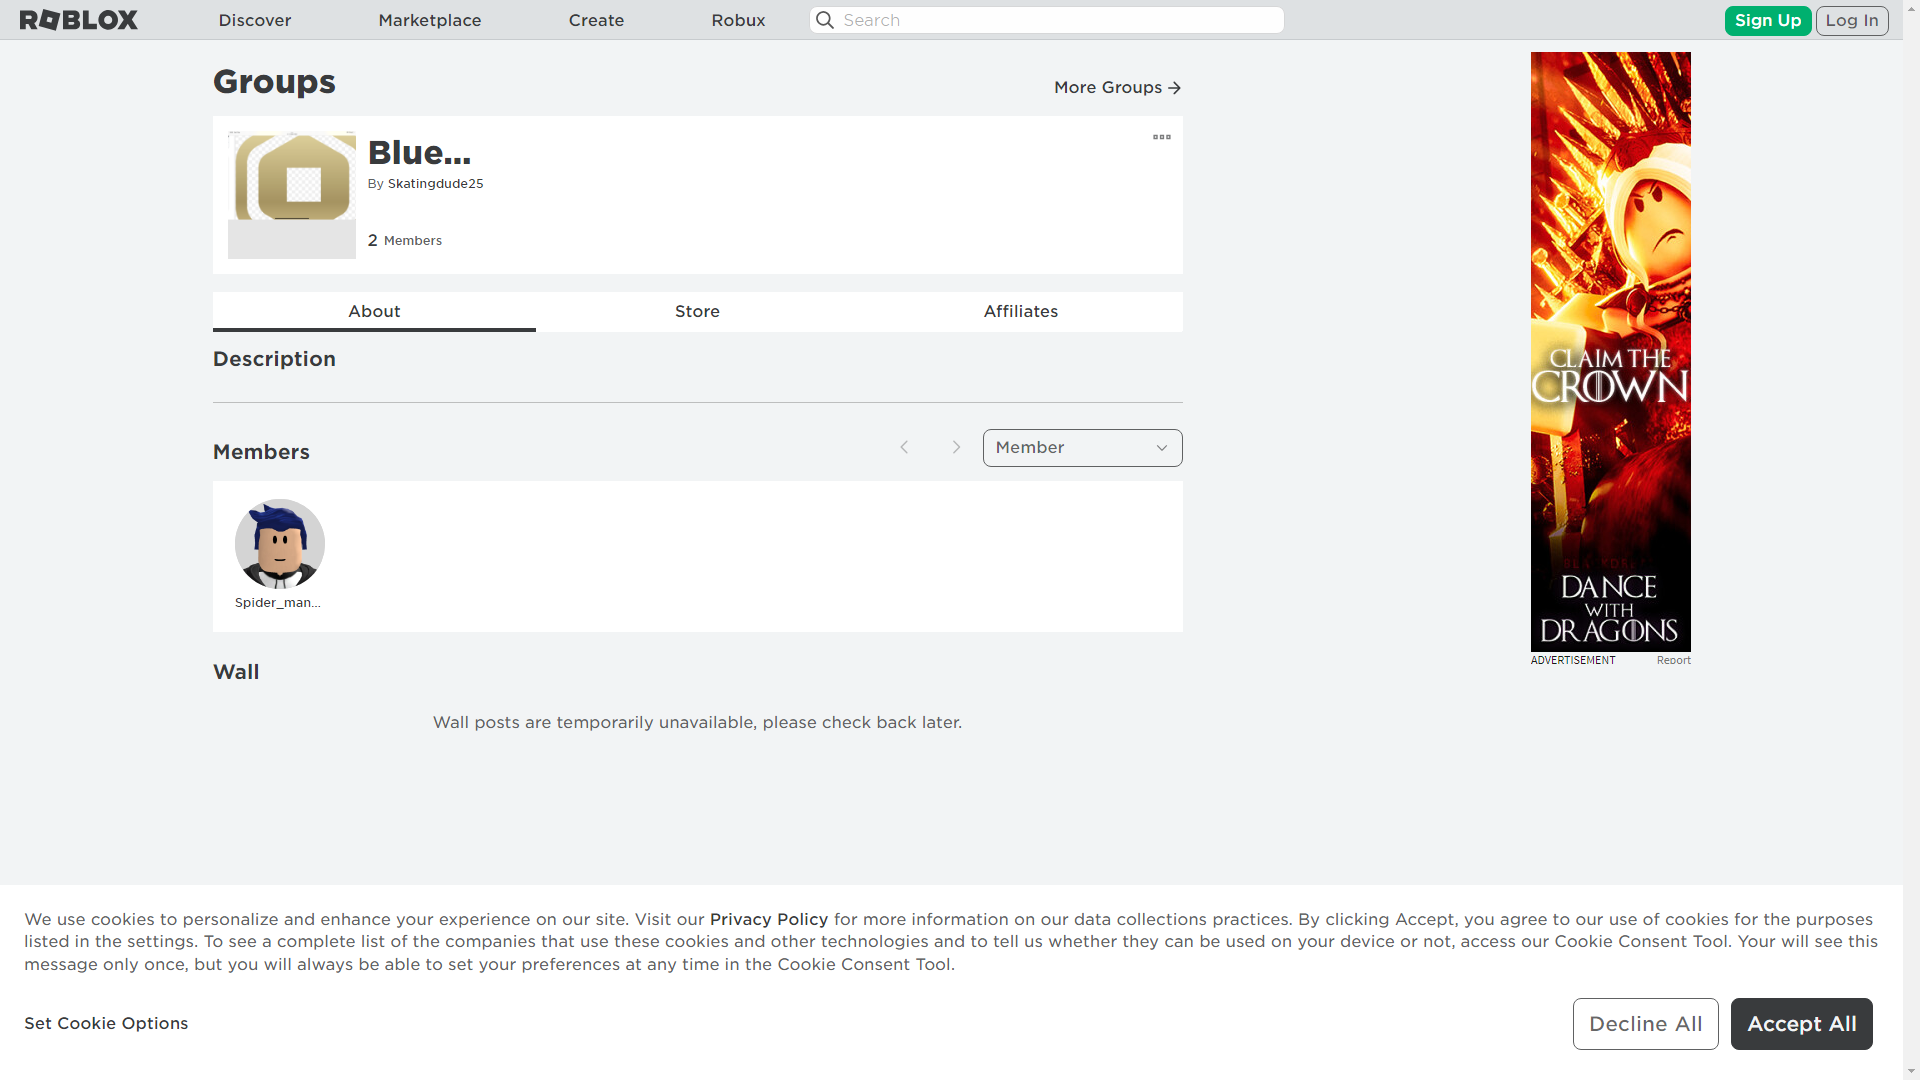 ROBLOX
Discover
Marketplace
Create
Robux
Search
Sign Up
Log In
Groups
More Groups
Blue...
By Skatingdude25
2 Members
About
Store
Affiliates
Description
Members
Member
Spider_man...
Wall
Wall posts are temporarily unavailable, please check back later.
CLAIM THE
CROWN
DANCE
WITH
DRAGONS
ADVERTISEMENT
Report
We use cookies to personalize and enhance your experience on our site. Visit our Privacy Policy for more information on our data collections practices. By clicking Accept, you agree to our use of cookies for the purposes
listed in the settings. To see a complete list of the companies that use these cookies and other technologies and to tell us whether they can be used on your device or not, access our Cookie Consent Tool. Your will see this
message only once, but you will always be able to set your preferences at any time in the Cookie Consent Tool.
Set Cookie Options
Decline All
Accept All